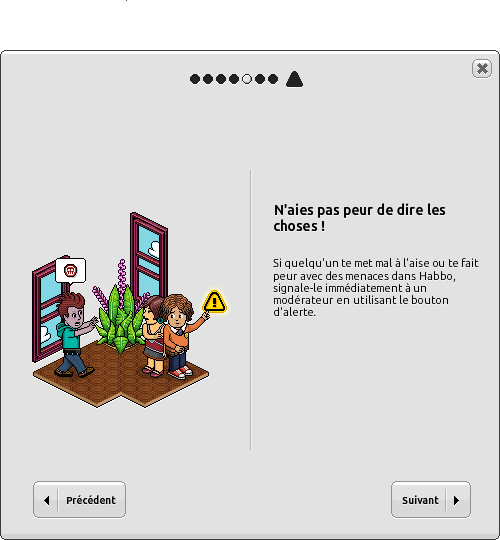 N'aies pas peur de dire les
choses !
Si quelqu'un te met mal à l'aise ou te fait
peur avec des menaces dans Habbo,
signale-le immédiatement à un
modérateur en utilisant le bouton
d'alerte.
Précédent
Suivant